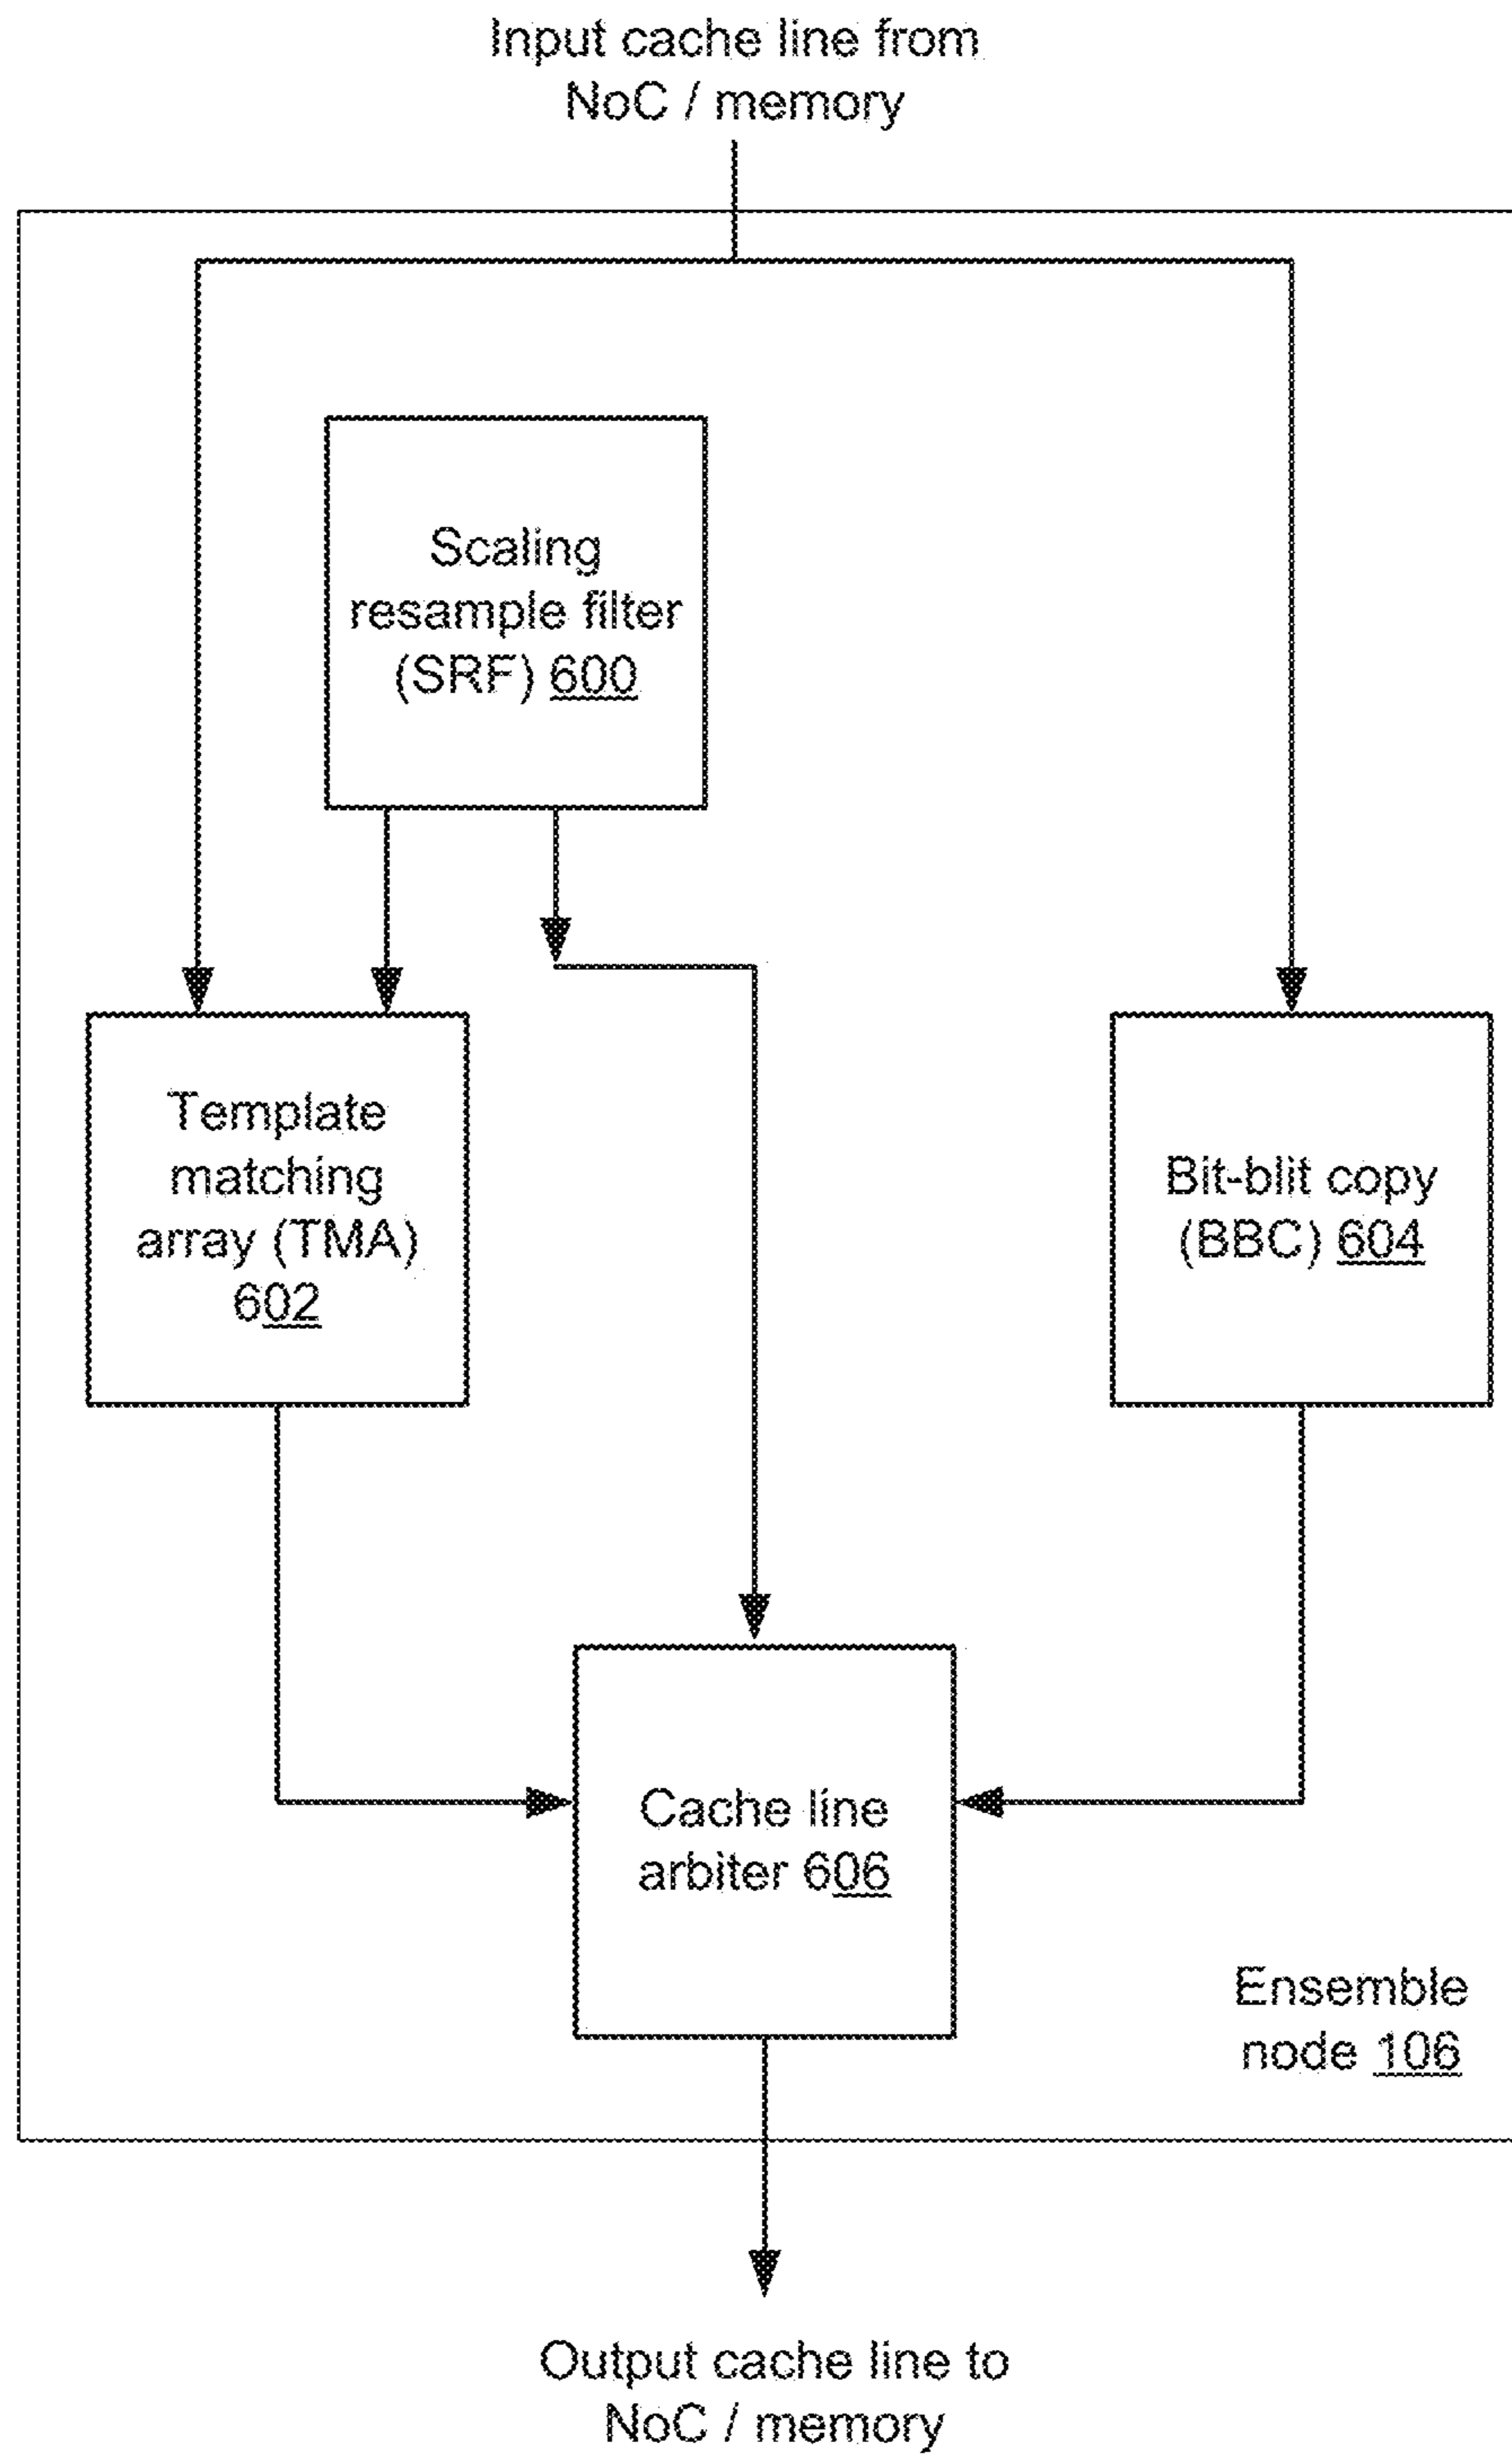 Input cache line from
NoC / memory
Scaling
resample filter
(SRF) 600
Template
matching
array (TMA)
602
Bit-blit copy
(BBC) 604
Cache line
arbiter 606
Ensemble
node 106
Output cache line to
NoC / memory